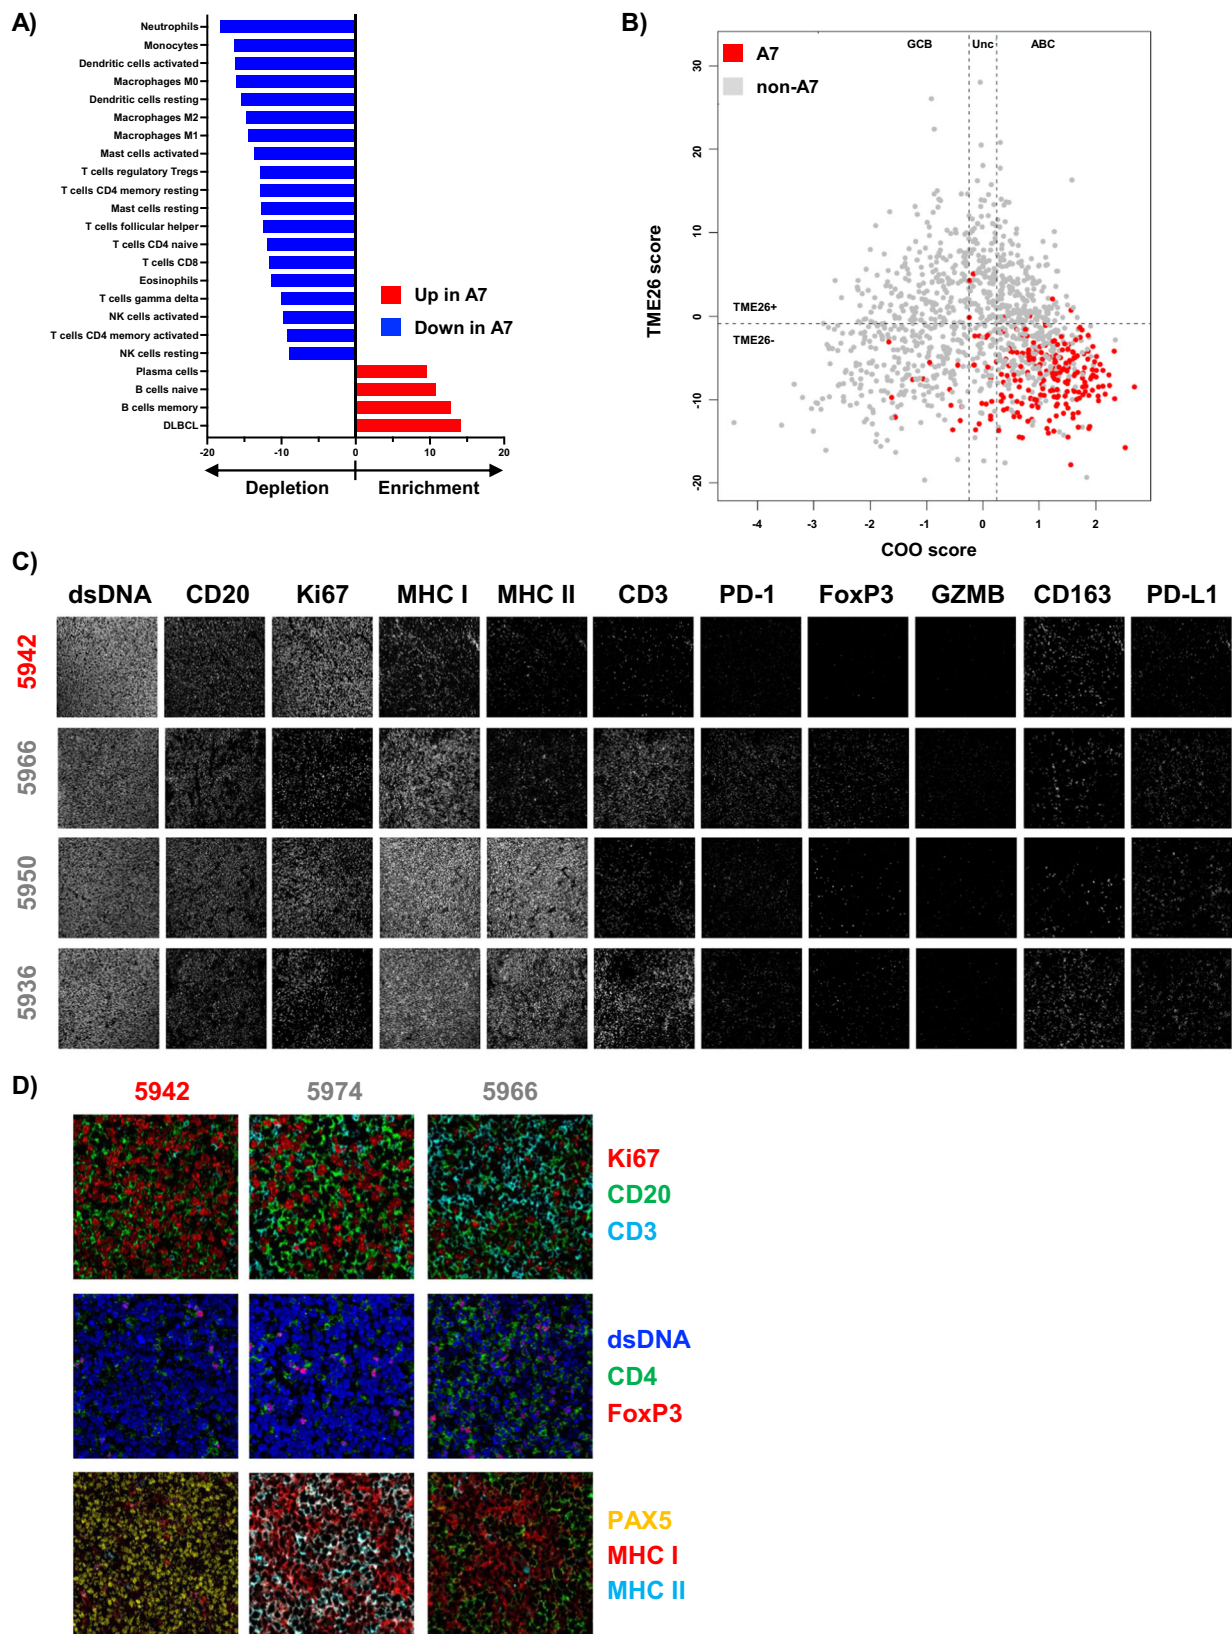 A)
Neutrophils
Monocytes
Dendritic cells activated
Macrophages M0
Dendritic cells resting
Macrophages M2
Macrophages M1
Mast cells activated
T cells regulatory Tregs
T cells CD4 memory resting
Mast cells resting
T cells follicular helper
T cells CD4 naive
T cells CD8
Eosinophils
T cells gamma delta
NK cells activated
T cells CD4 memory activated
NK cells resting
Plasma cells
B cells naive
B cells memory
DLBCL
Up in A7
Down in A7
-20 -10 0 10 20
Depletion Enrichment
B)
A7
non-A7
GCB Unc ABC
TME26 score
30
20
10
0
-10
-20
TME26+
TME26-
-4 -3 -2 -1 0 1 2
COO score
C)
dsDNA CD20 Ki67 MHC I MHC II CD3 PD-1 FoxP3 GZMB CD163 PD-L1
5942
5966
5950
5936
D)
5942 5974 5966
Ki67
CD20
CD3
dsDNA
CD4
FoxP3
PAX5
MHC I
MHC II